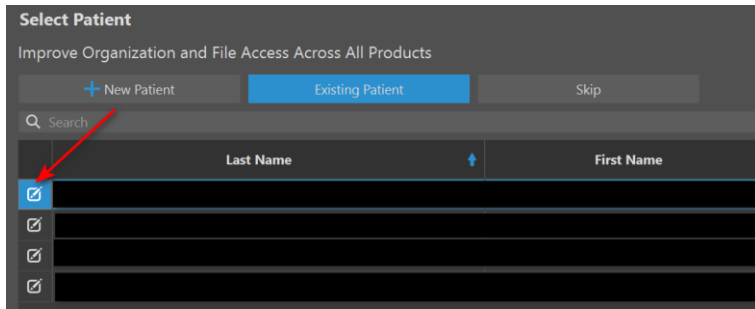 Select Patient
Improve Organization and File Access Across All Products
+ New Patient Existing Patient Skip
Search
Last Name First Name